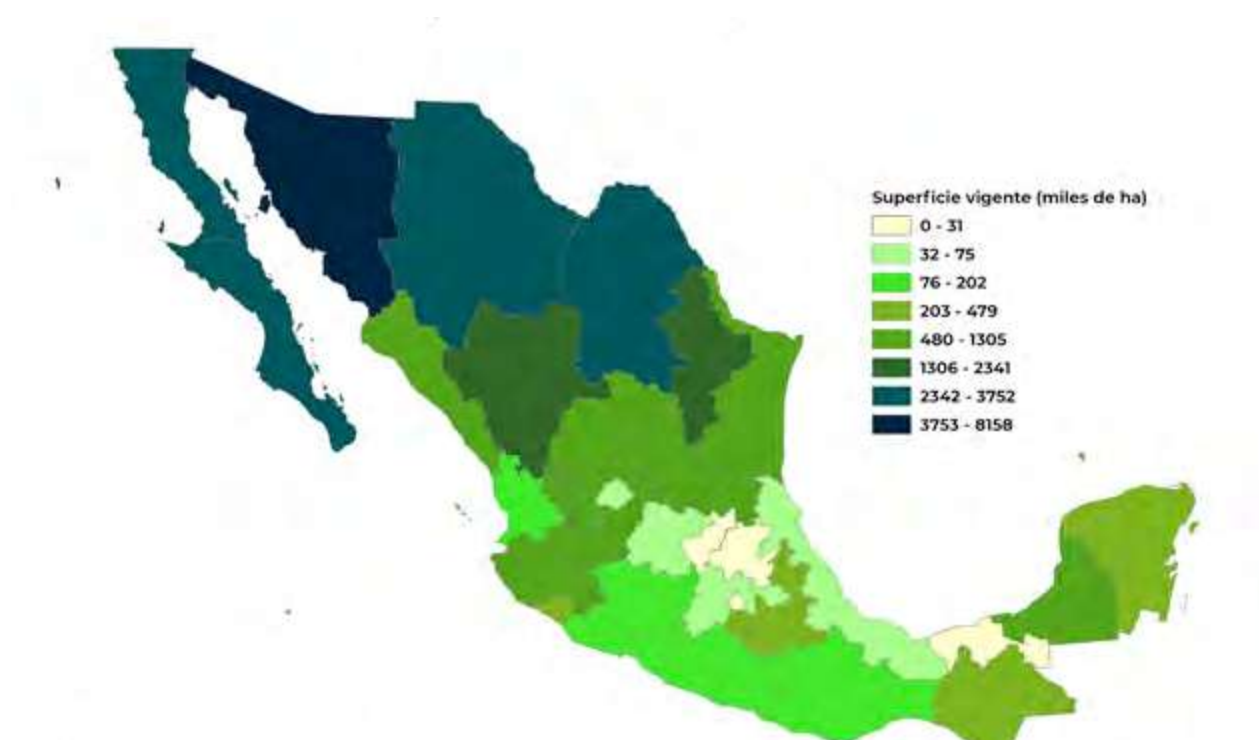 Superficie vigente (miles de ha)
0 - 31
32 - 75
76 - 202
203 - 479
480 - 1305
1306 - 2341
2342 - 3752
3753 - 8158